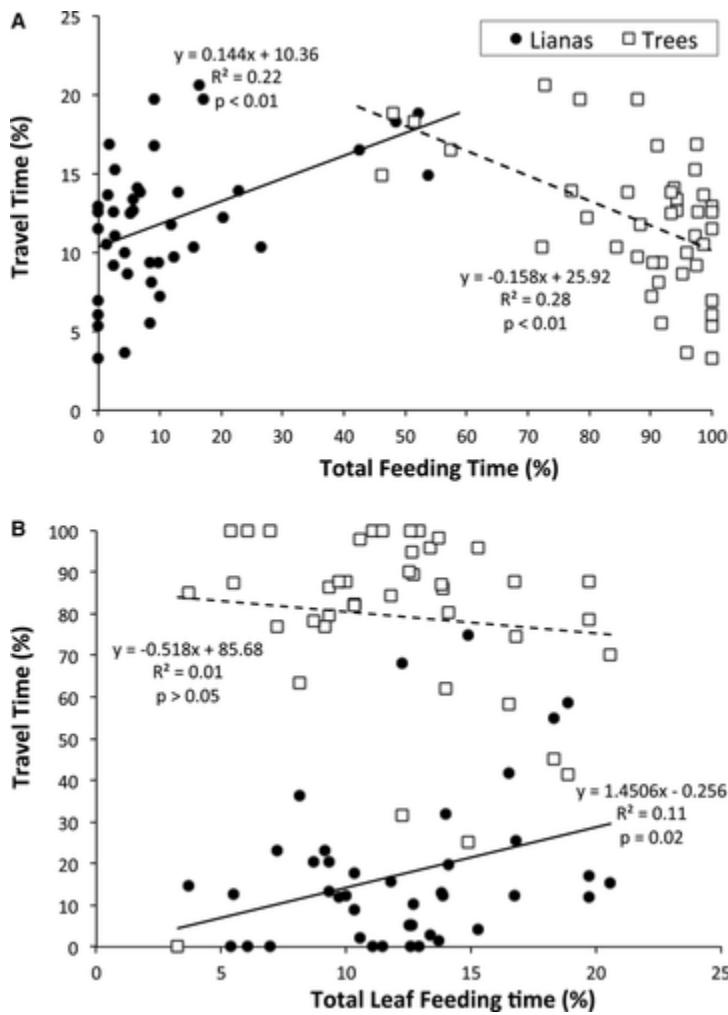 A
Lianas
Trees
y = 0.144x + 10.36
R² = 0.22
p < 0.01
y = -0.158x + 25.92
R² = 0.28
p < 0.01
Travel Time (%)
25
20
15
10
5
0
0 10 20 30 40 50 60 70 80 90 100
Total Feeding Time (%)
B
Travel Time (%)
100
90
80
70
60
50
40
30
20
10
0
y = -0.518x + 85.68
R² = 0.01
p > 0.05
y = 1.4506x - 0.256
R² = 0.11
p = 0.02
0 5 10 15 20 25
Total Leaf Feeding time (%)